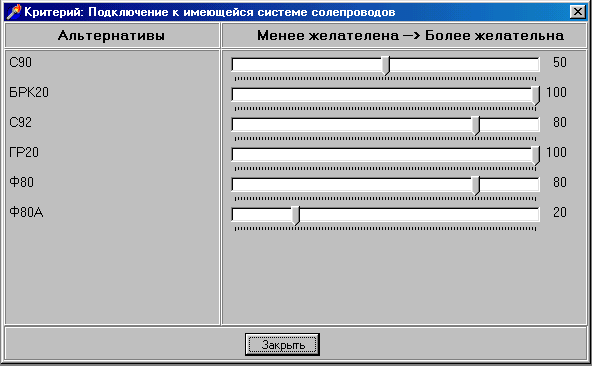 Критерий: Подключение к имеющейся системе солепроводов
Альтернативы
Менее желателена —> Более желательна
С90 50
БРК20 100
С92 80
ГР20 100
Ф80 80
Ф80А 20
Закрыть